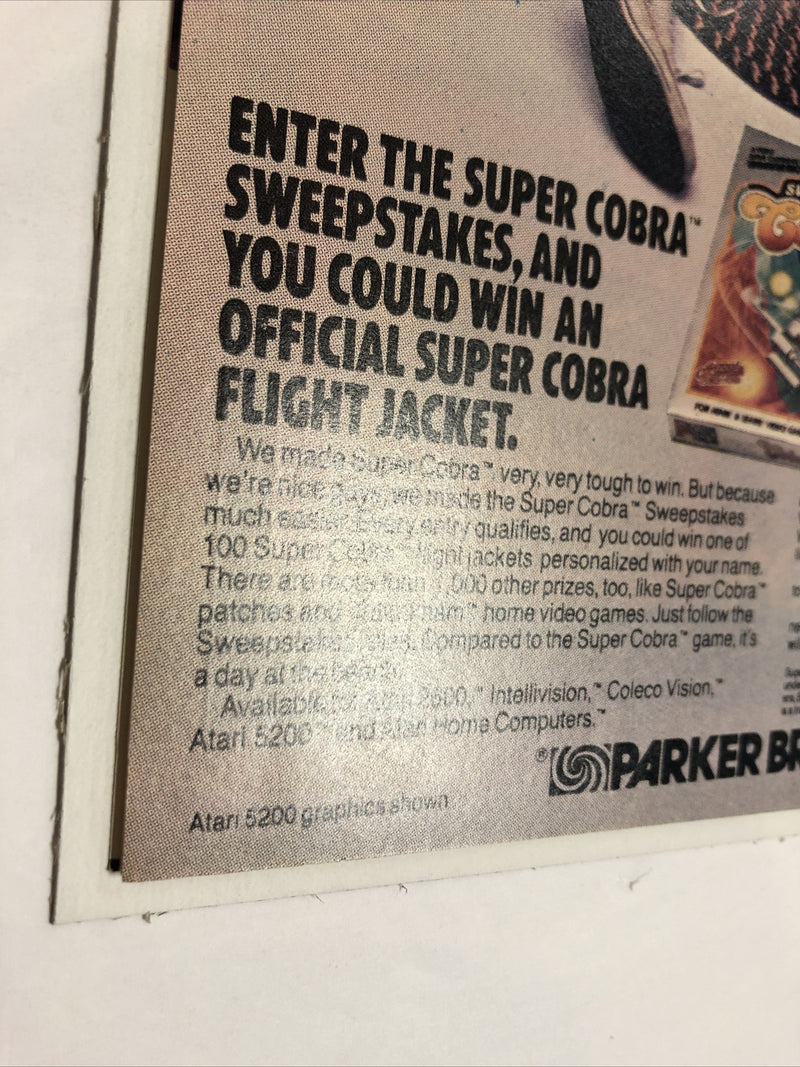 ENTER THE SUPER COBRA™
SWEEPSTAKES, AND
YOU COULD WIN AN
OFFICIAL SUPER COBRA
FLIGHT JACKET.
We made Super Cobra™ very, very tough to win. But because
we're nice guys, we made the Super Cobra™ Sweepstakes
much easier. Every entry qualifies, and you could win one of
100 Super Cobra™ flight jackets personalized with your name.
There are more than 1,000 other prizes, too, like Super Cobra™
patches and home video games. Just follow the
Sweepstakes rules. Compared to the Super Cobra™ game, it's
a day at the beach.
Available for Atari 2600,™ Intellivision,™ Coleco Vision,™
Atari 5200™ and Atari Home Computers.™
PARKER BR
Atari 5200 graphics shown